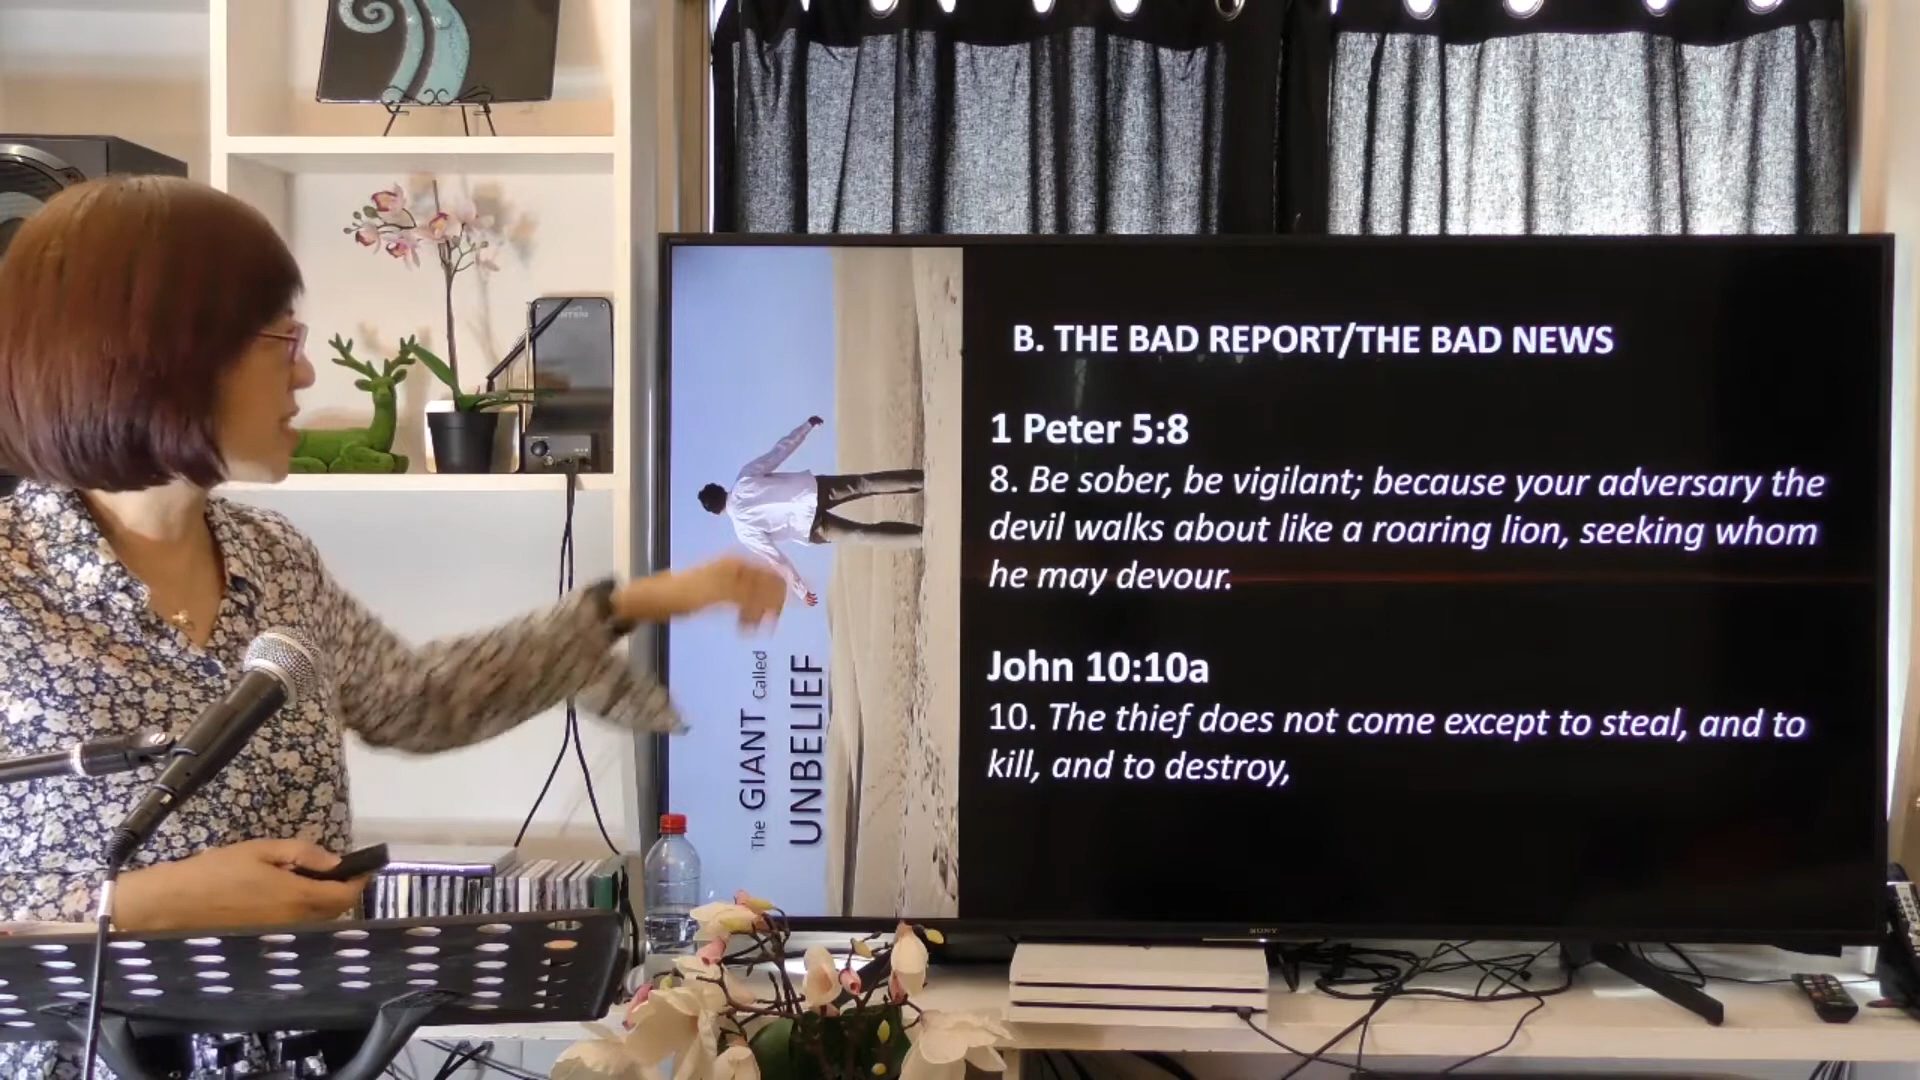 The GIANT Called
UNBELIEF
B. THE BAD REPORT/THE BAD NEWS
1 Peter 5:8
8. Be sober, be vigilant; because your adversary the
devil walks about like a roaring lion, seeking whom
he may devour.
John 10:10a
10. The thief does not come except to steal, and to
kill, and to destroy,
SONY